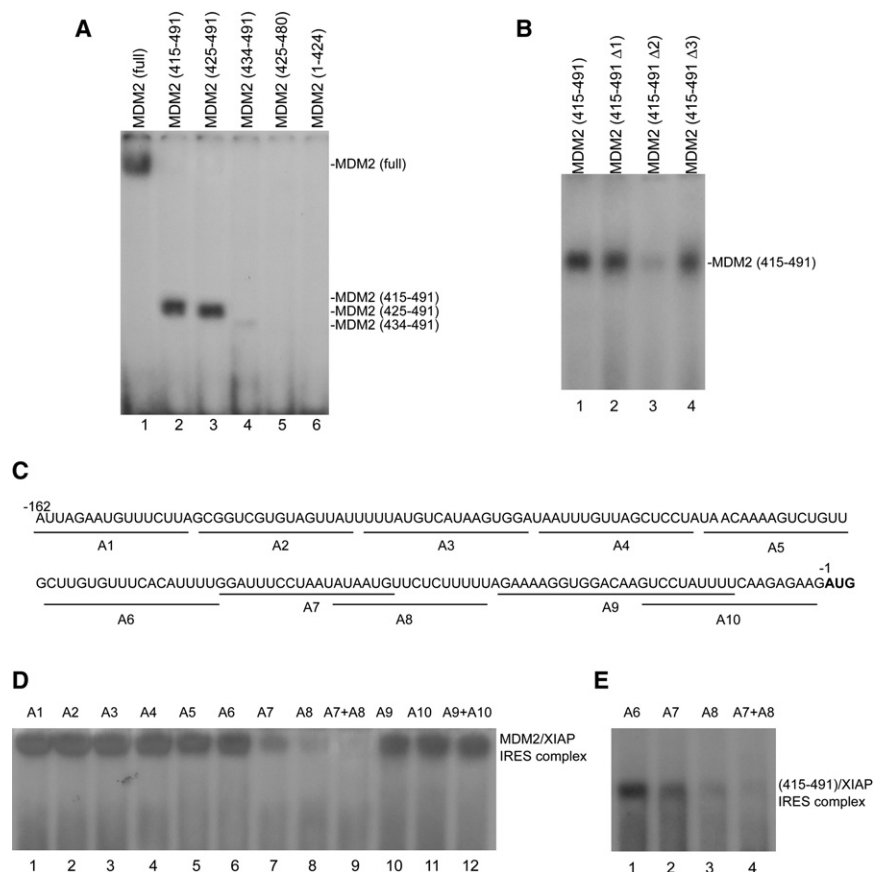 A
MDM2 (full)
MDM2 (415-491)
MDM2 (425-491)
MDM2 (434-491)
MDM2 (425-480)
MDM2 (1-424)
-MDM2 (full)
-MDM2 (415-491)
-MDM2 (425-491)
-MDM2 (434-491)
1 2 3 4 5 6
B
MDM2 (415-491)
MDM2 (415-491 Δ1)
MDM2 (415-491 Δ2)
MDM2 (415-491 Δ3)
-MDM2 (415-491)
1 2 3 4
C
-162
AUUAGAAUGUUUCUUAGCGGUCGUGUAGUUAUUUUUAUGUCAUAAGUGGAUAAUUUGUUAGCUCCUAUAACAAAAGUCUGUU
A1 A2 A3 A4 A5
-1
GCUUGUGUUUCACAUUUUGGAUUUCCUAAUAUAAUGUUCUCUUUUUAGAAAAGGUGGACAAGUCCUAUUUUCAAGAGAAGAUG
A6 A7 A8 A9 A10
D
A1 A2 A3 A4 A5 A6 A7 A8 A7+A8 A9 A10 A9+A10
MDM2/XIAP
IRES complex
1 2 3 4 5 6 7 8 9 10 11 12
E
A6 A7 A8 A7+A8
(415-491)/XIAP
IRES complex
1 2 3 4